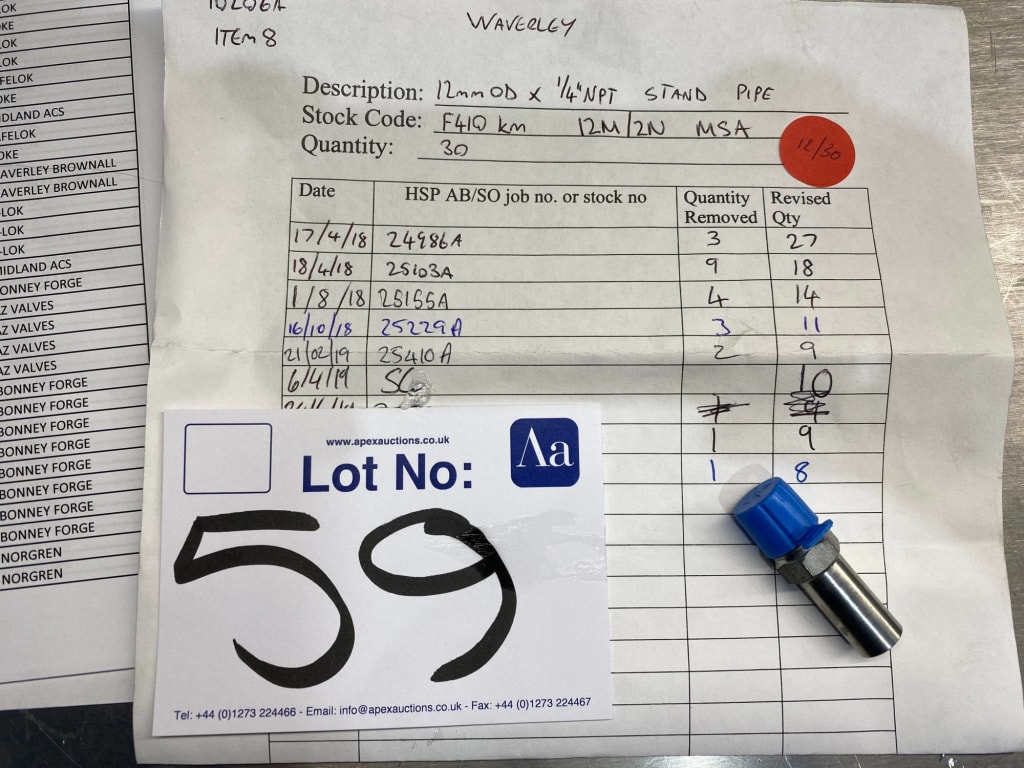 OKE
LOK
LOK
FELOK
OKE
IDLAND ACS
AFELOK
OKE
AVERLEY BROWNALL
AVERLEY BROWNALL
-LOK
-LOK
-LOK
MIDLAND ACS
BONNEY FORGE
AZ VALVES
AZ VALVES
AZ VALVES
AZ VALVES
BONNEY FORGE
BONNEY FORGE
BONNEY FORGE
BONNEY FORGE
BONNEY FORGE
BONNEY FORGE
BONNEY FORGE
BONNEY FORGE
NORGREN
NORGREN
ITEM 8
WAVERLEY
Description: 12mm OD x 1/4" NPT STAND PIPE
Stock Code: F410 km 12M/2N MSA
Quantity: 30
12/30
Date HSP AB/SO job no. or stock no Quantity Removed Revised Qty
17/4/18 24986A 3 27
18/4/18 25103A 9 18
1/8/18 25155A 4 14
16/10/18 25229A 3 11
21/02/19 25410A 2 9
6/4/19 10
1 9
1 8
www.apexauctions.co.uk
Lot No:
Aa
59
Tel: +44 (0)1273 224466 - Email: info@apexauctions.co.uk - Fax: +44 (0)1273 224467